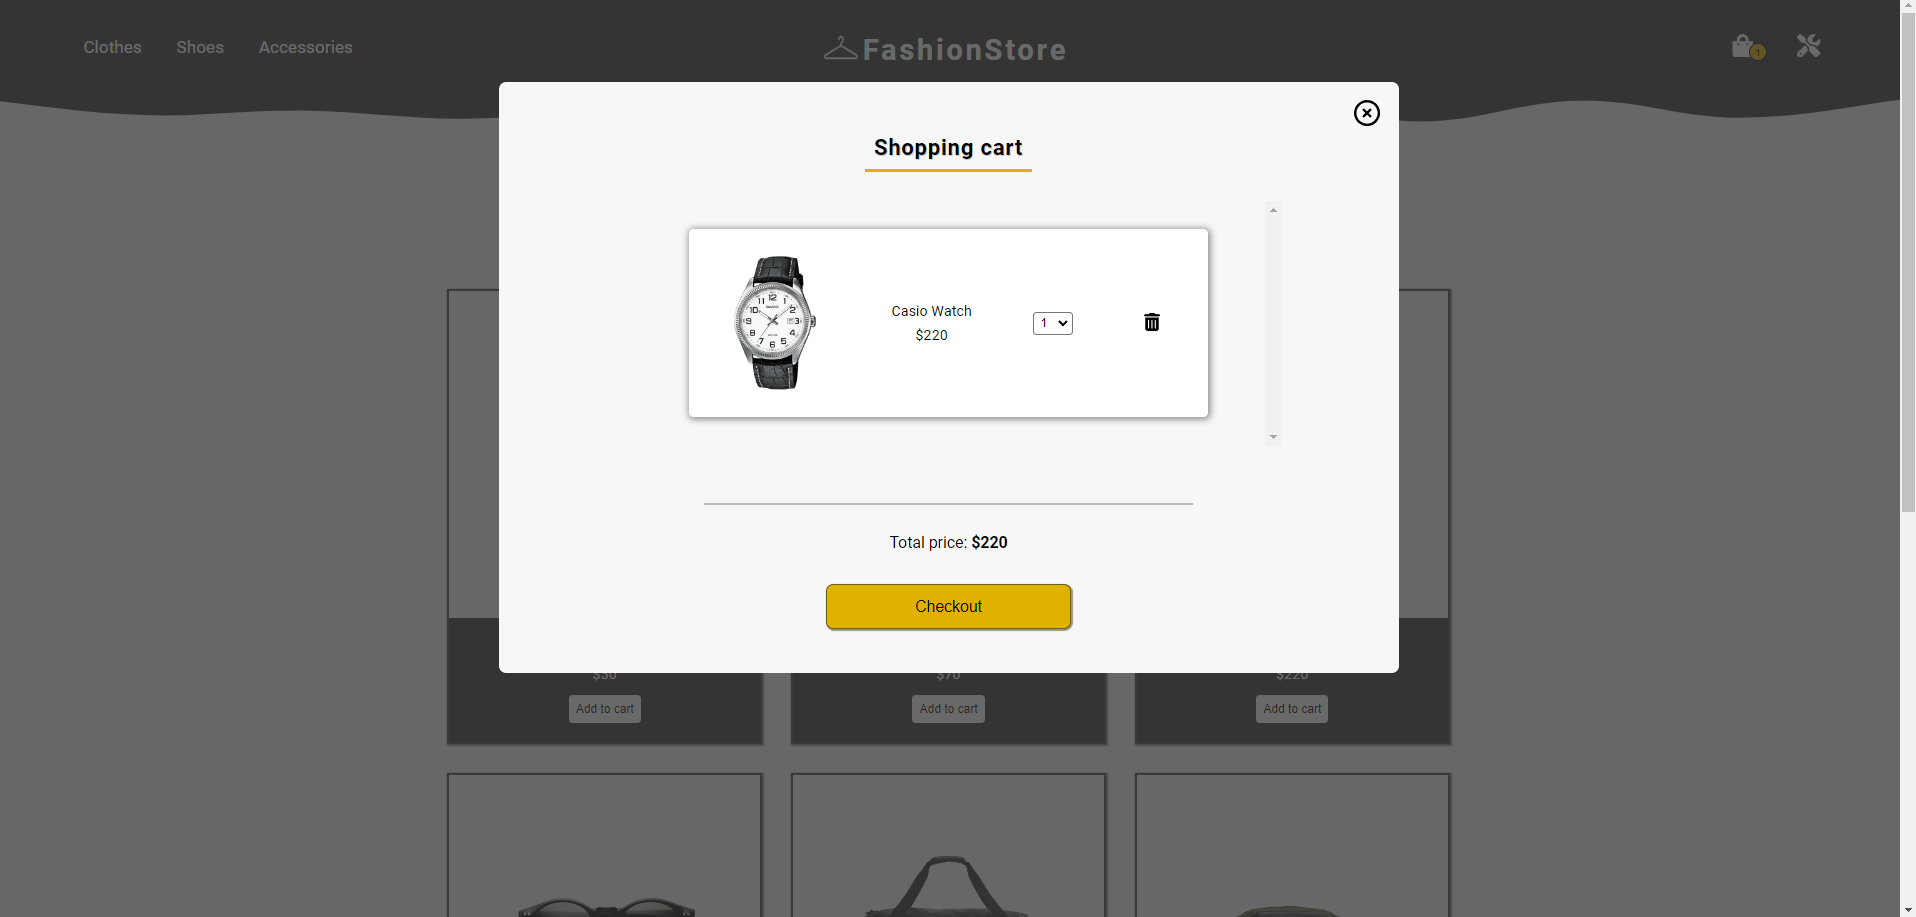 Clothes Shoes Accessories
FashionStore
1
Shopping cart
Casio Watch
$220
1
Total price: $220
Checkout
$30 $70 $220
Add to cart Add to cart Add to cart